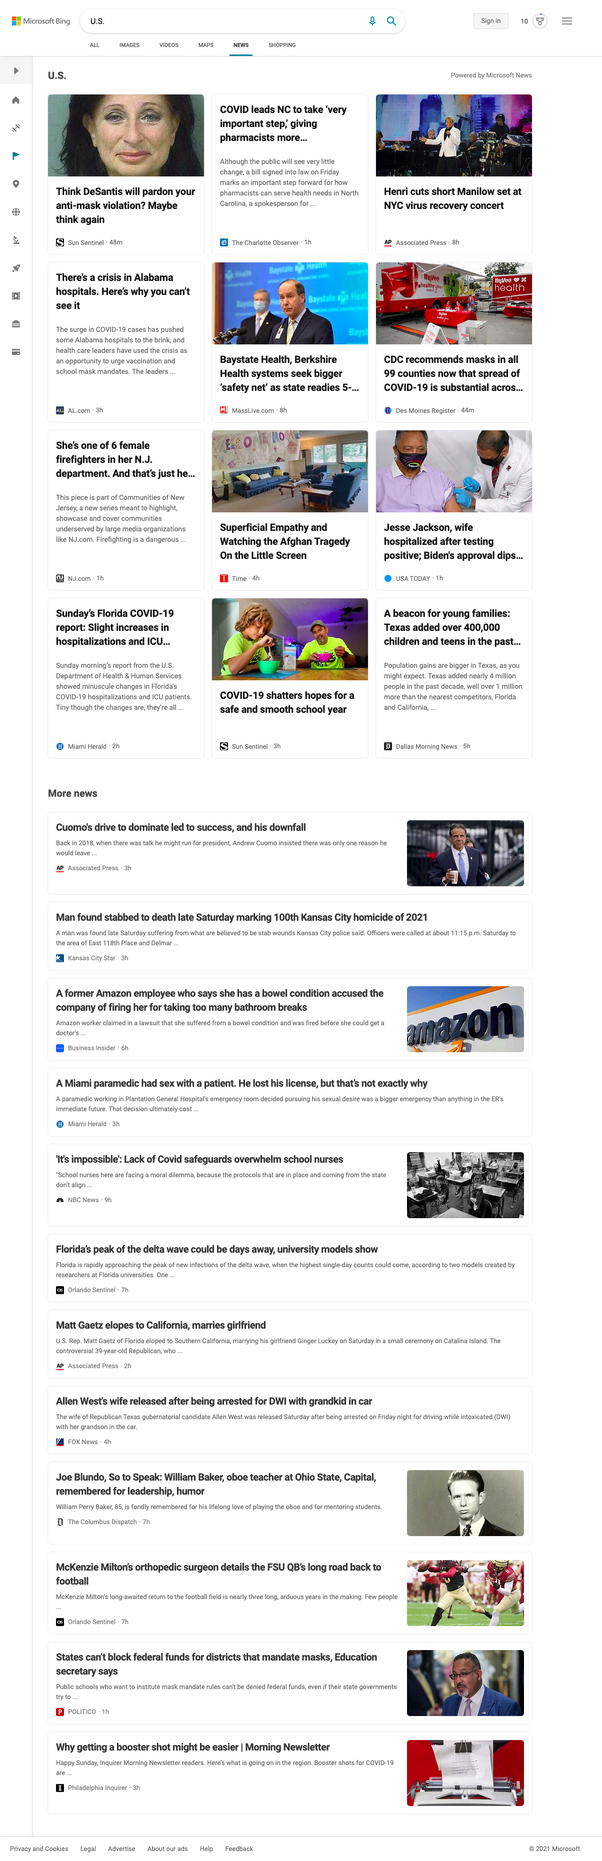 Microsoft Bing
U.S.
Sign in
10
ALL IMAGES VIDEOS MAPS NEWS SHOPPING
U.S.
Powered by Microsoft News
Think DeSantis will pardon your
anti-mask violation? Maybe
think again
Sun Sentinel · 48m
COVID leads NC to take 'very
important step,' giving
pharmacists more...
Although the public will see very little
change, a bill signed into law on Friday
marks an important step forward for how
pharmacists can serve health needs in North
Carolina, a spokesperson for ...
The Charlotte Observer · 1h
Henri cuts short Manilow set at
NYC virus recovery concert
AP Associated Press · 8h
There's a crisis in Alabama
hospitals. Here's why you can't
see it
The surge in COVID-19 cases has pushed
some Alabama hospitals to the brink, and
health care leaders have used the crisis as
an opportunity to urge vaccination and
school mask mandates. The leaders ...
AL.com · 3h
Baystate Health
Baystate Health, Berkshire
Health systems seek bigger
'safety net' as state readies 5-...
MassLive.com · 8h
HyVee
health
CDC recommends masks in all
99 counties now that spread of
COVID-19 is substantial acros...
Des Moines Register · 44m
She's one of 6 female
firefighters in her N.J.
department. And that's just he...
This piece is part of Communities of New
Jersey, a new series meant to highlight,
showcase and cover communities
underserved by large media organizations
like NJ.com. Firefighting is a dangerous ...
NJ.com · 1h
Superficial Empathy and
Watching the Afghan Tragedy
On the Little Screen
Time · 4h
Jesse Jackson, wife
hospitalized after testing
positive; Biden's approval dips...
USA TODAY · 1h
Sunday's Florida COVID-19
report: Slight increases in
hospitalizations and ICU...
Sunday morning's report from the U.S.
Department of Health & Human Services
showed minuscule changes in Florida's
COVID-19 hospitalizations and ICU patients.
Tiny though the changes are, they're all ...
Miami Herald · 2h
COVID-19 shatters hopes for a
safe and smooth school year
Sun Sentinel · 3h
A beacon for young families:
Texas added over 400,000
children and teens in the past...
Population gains are bigger in Texas, as you
might expect. Texas added nearly 4 million
people in the past decade, well over 1 million
more than the nearest competitors, Florida
and California, ...
Dallas Morning News · 5h
More news
Cuomo's drive to dominate led to success, and his downfall
Back in 2018, when there was talk he might run for president, Andrew Cuomo insisted there was only one reason he
would leave ...
AP Associated Press · 3h
Man found stabbed to death late Saturday marking 100th Kansas City homicide of 2021
A man was found late Saturday suffering from what are believed to be stab wounds Kansas City police said. Officers were called at about 11:15 p.m. Saturday to
the area of East 118th Place and Delmar ...
Kansas City Star · 3h
A former Amazon employee who says she has a bowel condition accused the
company of firing her for taking too many bathroom breaks
Amazon worker claimed in a lawsuit that she suffered from a bowel condition and was fired before she could get a
doctor's ...
Business Insider · 6h
amazon
A Miami paramedic had sex with a patient. He lost his license, but that's not exactly why
A paramedic working in Plantation General Hospital's emergency room decided pursuing his sexual desire was a bigger emergency than anything in the ER's
immediate future. That decision ultimately cost ...
Miami Herald · 3h
'It's impossible': Lack of Covid safeguards overwhelm school nurses
"School nurses here are facing a moral dilemma, because the protocols that are in place and coming from the state
don't align ...
NBC News · 9h
Florida's peak of the delta wave could be days away, university models show
Florida is rapidly approaching the peak of new infections of the delta wave, when the highest single-day counts could come, according to two models created by
researchers at Florida universities. One ...
OS Orlando Sentinel · 7h
Matt Gaetz elopes to California, marries girlfriend
U.S. Rep. Matt Gaetz of Florida eloped to Southern California, marrying his girlfriend Ginger Luckey on Saturday in a small ceremony on Catalina Island. The
controversial 39-year-old Republican, who ...
AP Associated Press · 2h
Allen West's wife released after being arrested for DWI with grandkid in car
The wife of Republican Texas gubernatorial candidate Allen West was released Saturday after being arrested on Friday night for driving while intoxicated (DWI)
with her grandson in the car.
FOX News · 4h
Joe Blundo, So to Speak: William Baker, oboe teacher at Ohio State, Capital,
remembered for leadership, humor
William Perry Baker, 85, is fondly remembered for his lifelong love of playing the oboe and for mentoring students.
The Columbus Dispatch · 7h
McKenzie Milton's orthopedic surgeon details the FSU QB's long road back to
football
McKenzie Milton's long-awaited return to the football field is nearly three long, arduous years in the making. Few people
...
OS Orlando Sentinel · 7h
States can't block federal funds for districts that mandate masks, Education
secretary says
Public schools who want to institute mask mandate rules can't be denied federal funds, even if their state governments
try to ...
POLITICO · 1h
Why getting a booster shot might be easier | Morning Newsletter
Happy Sunday, Inquirer Morning Newsletter readers. Here's what is going on in the region. Booster shots for COVID-19
are ...
Philadelphia Inquirer · 3h
Privacy and Cookies Legal Advertise About our ads Help Feedback
© 2021 Microsoft